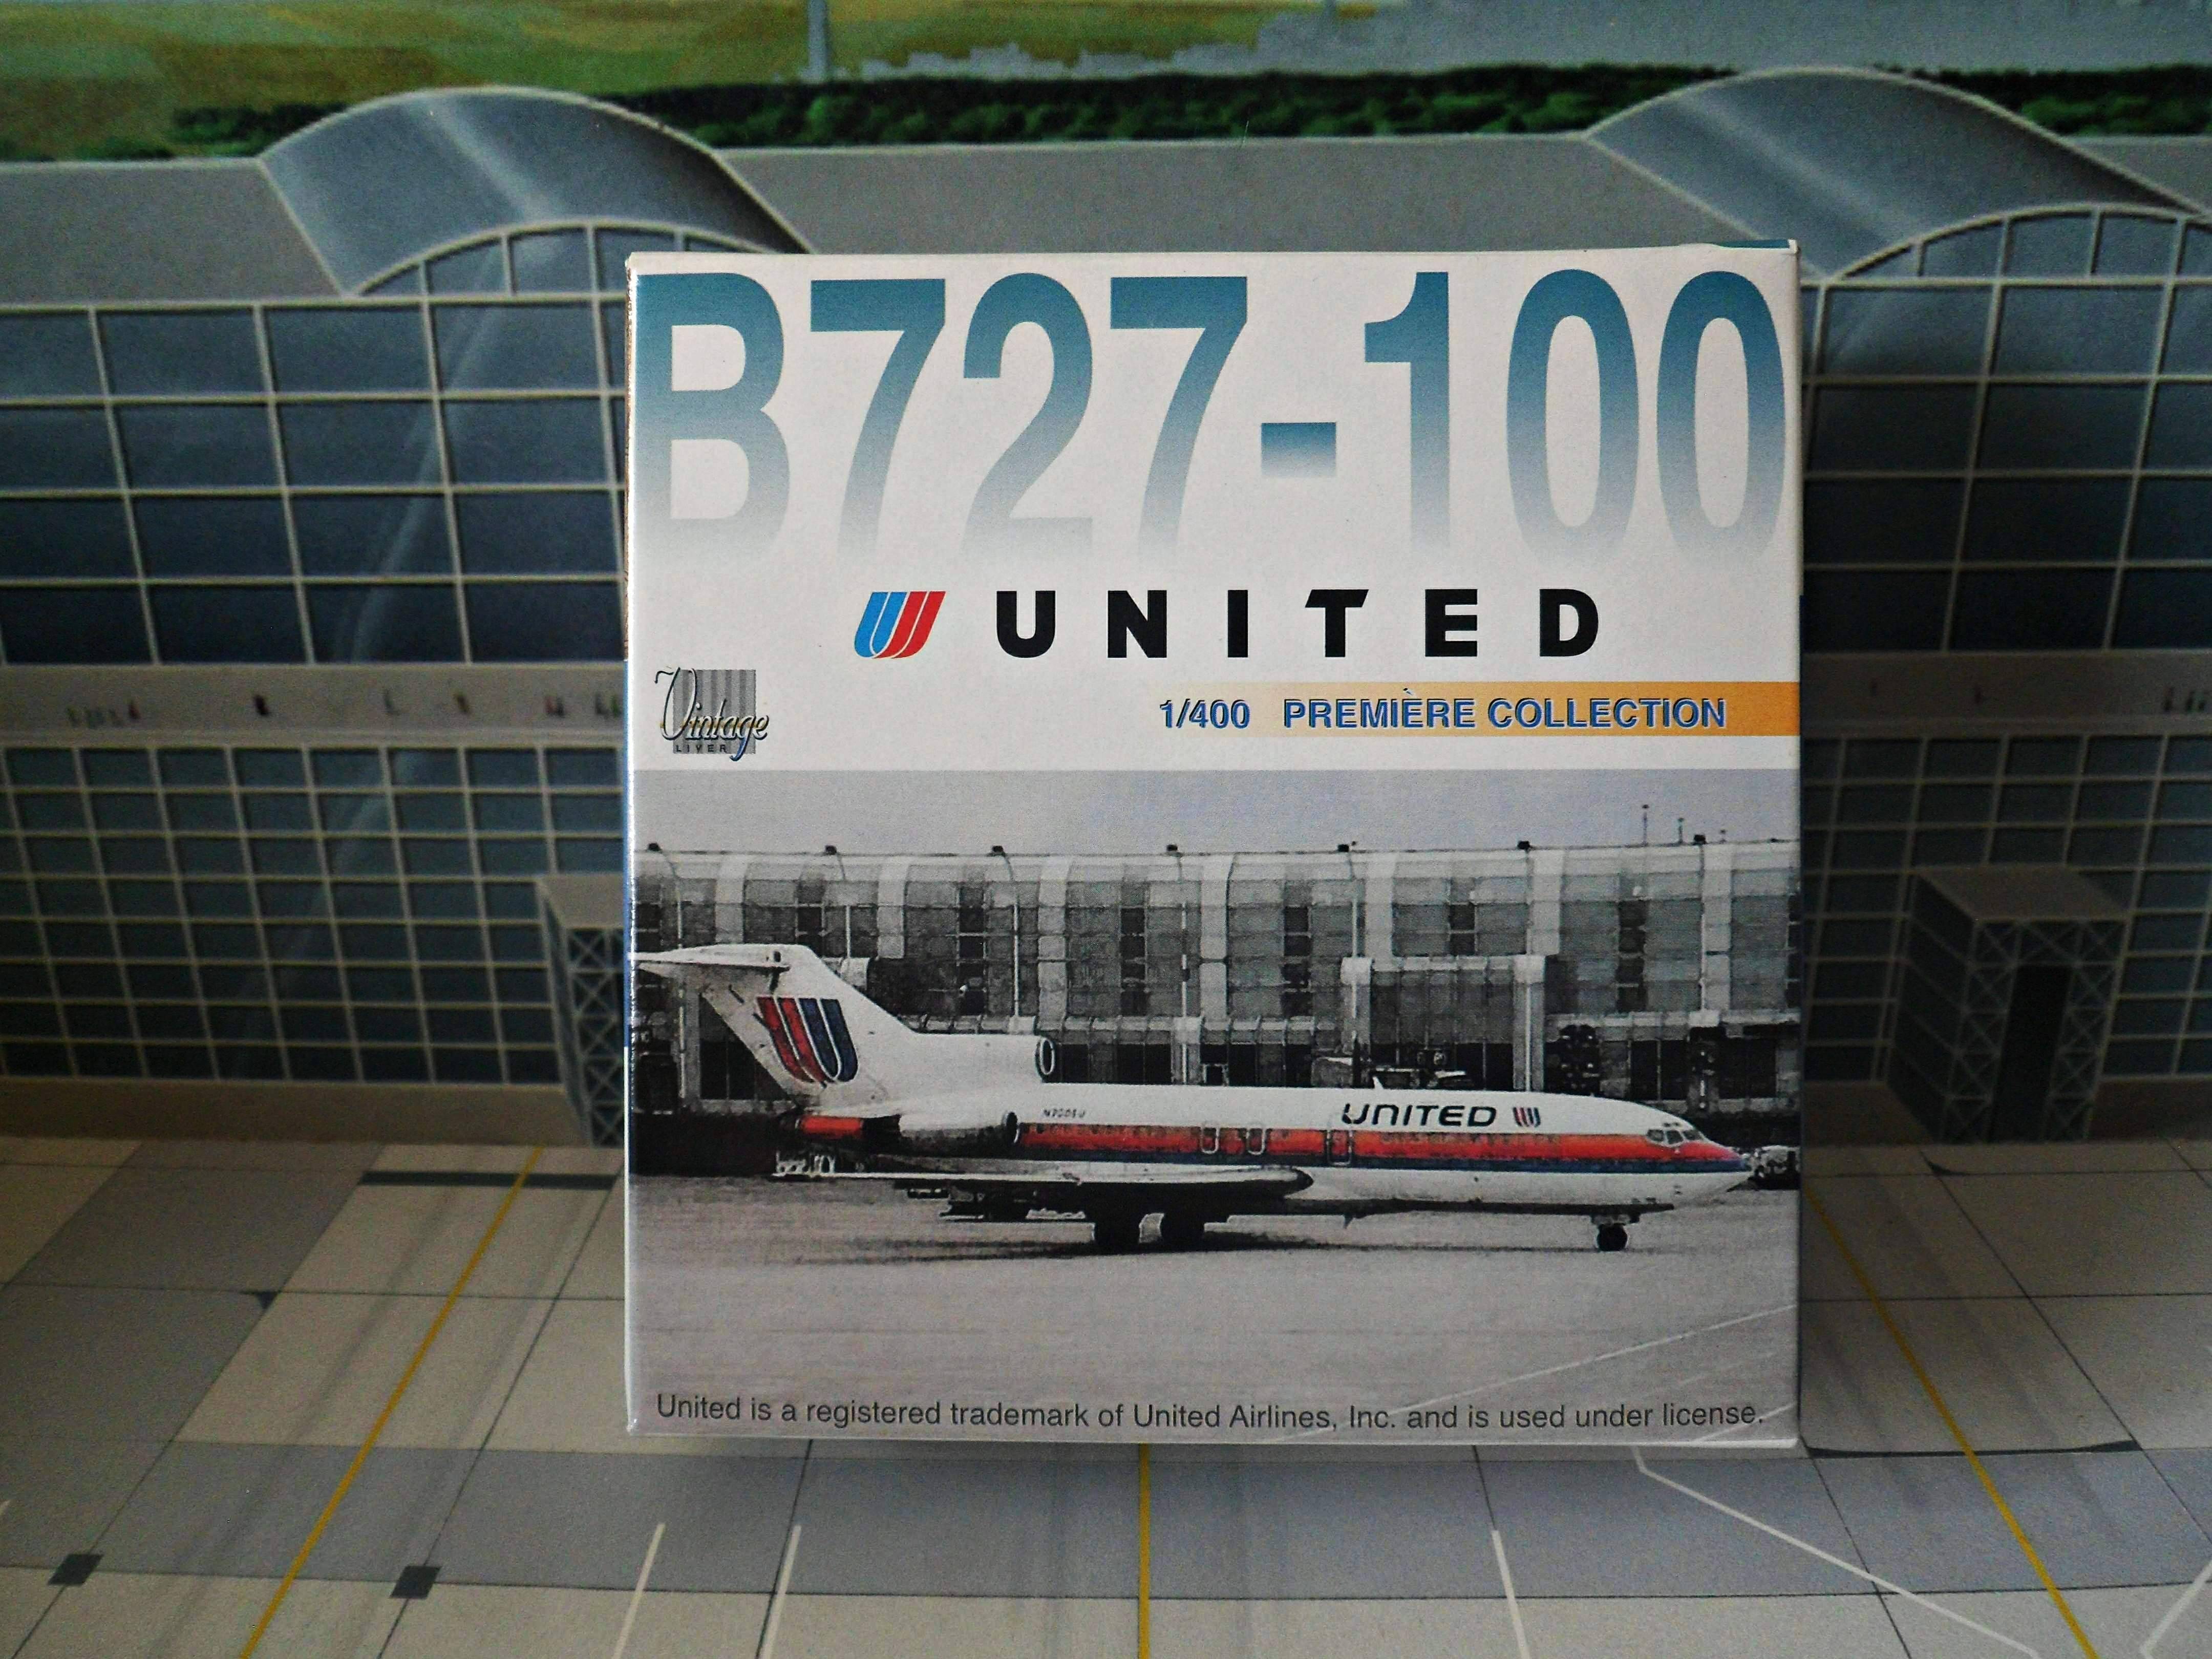 B727-100
UNITED
1/400 PREMIÈRE COLLECTION
Vintage
LIVERY
UNITED
United is a registered trademark of United Airlines, Inc. and is used under license.